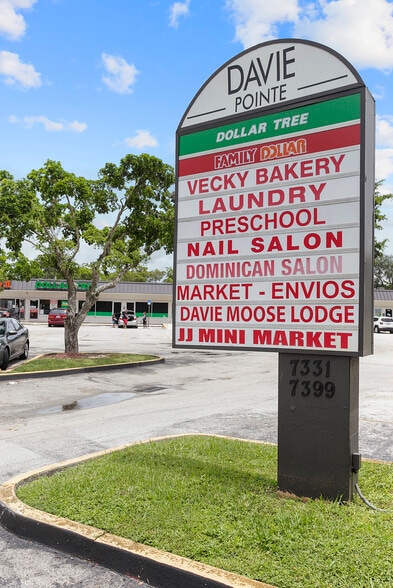 DAVIE
POINTE
DOLLAR TREE
FAMILY DOLLAR
VECKY BAKERY
LAUNDRY
PRESCHOOL
NAIL SALON
DOMINICAN SALON
MARKET - ENVIOS
DAVIE MOOSE LODGE
JJ MINI MARKET
7331
7399